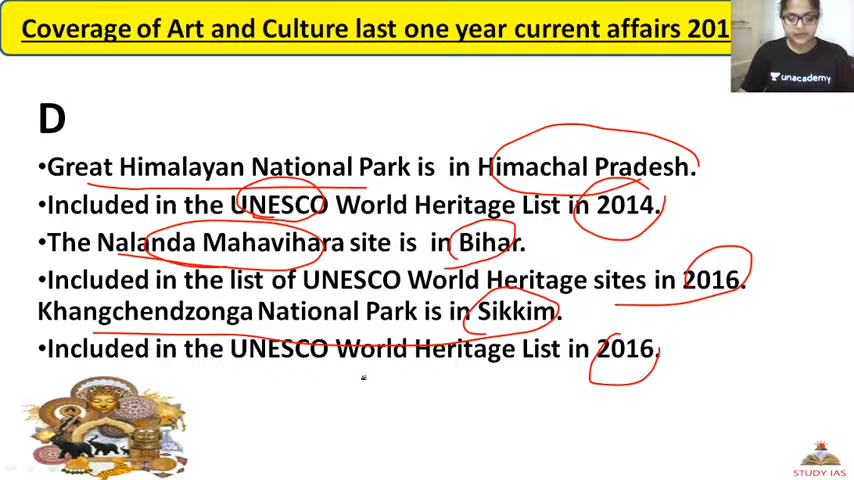 Coverage of Art and Culture last one year current affairs 201
unacademy
D
•Great Himalayan National Park is in Himachal Pradesh.
•Included in the UNESCO World Heritage List in 2014.
•The Nalanda Mahavihara site is in Bihar.
•Included in the list of UNESCO World Heritage sites in 2016.
Khangchendzonga National Park is in Sikkim.
•Included in the UNESCO World Heritage List in 2016.
STUDY IAS